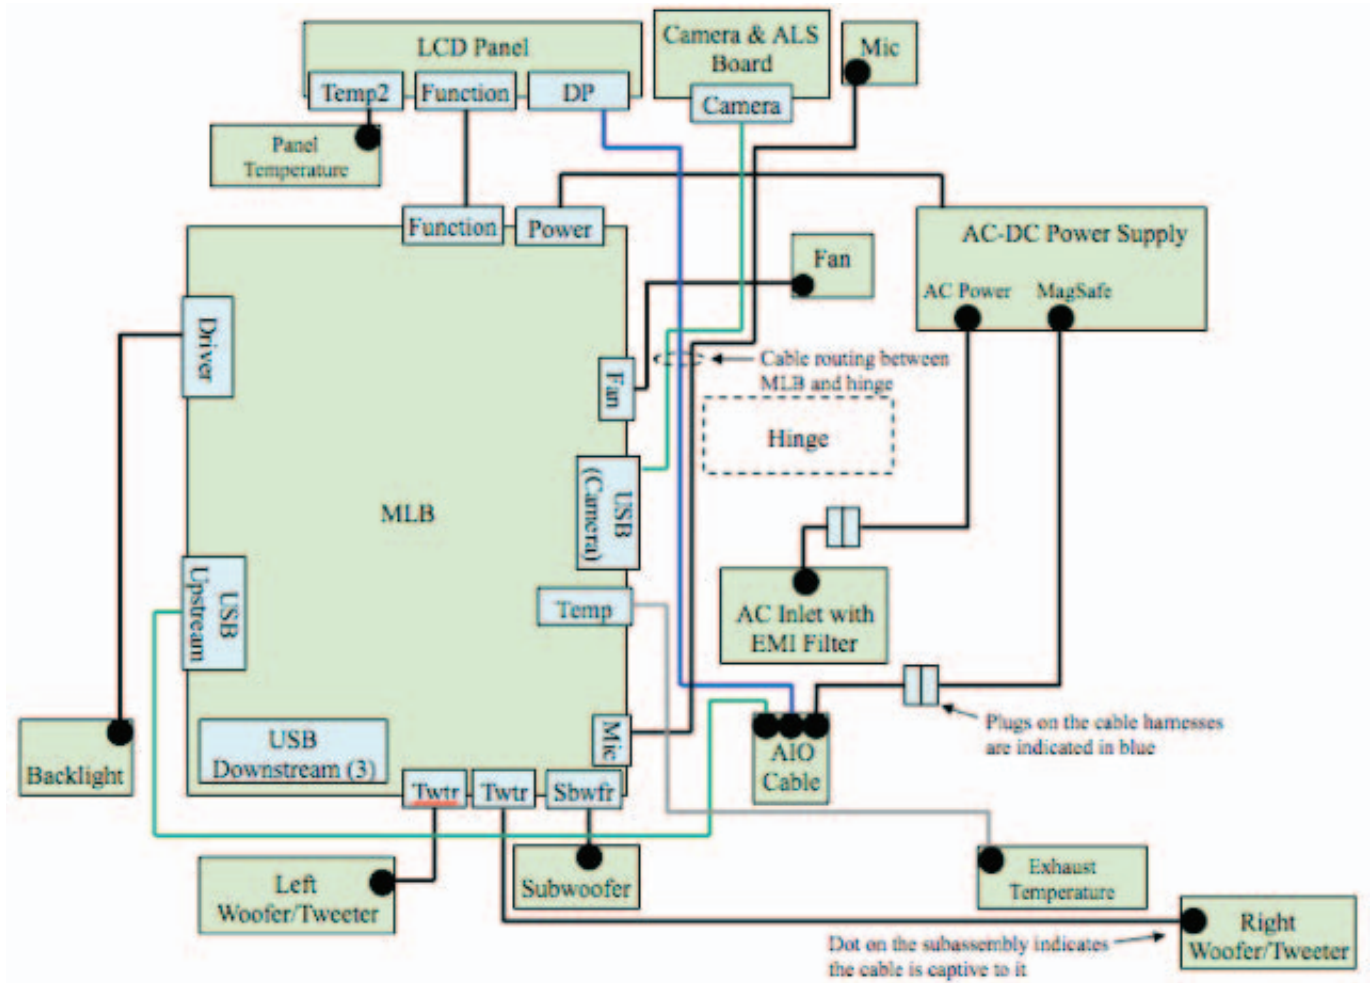 LCD Panel
Temp2
Function
DP
Camera & ALS
Board
Camera
Mic
Panel
Temperature
Function
Power
AC-DC Power Supply
AC Power
MagSafe
Fan
Driver
Fan
Cable routing between
MLB and hinge
Hinge
MLB
USB
(Camera)
USB
Upstream
Temp
AC Inlet with
EMI Filter
Plugs on the cable harnesses
are indicated in blue
Mic
AIO
Cable
Backlight
USB
Downstream (3)
Twtr
Twtr
Sbwfr
Left
Woofer/Tweeter
Subwoofer
Exhaust
Temperature
Dot on the subassembly indicates
the cable is captive to it
Right
Woofer/Tweeter